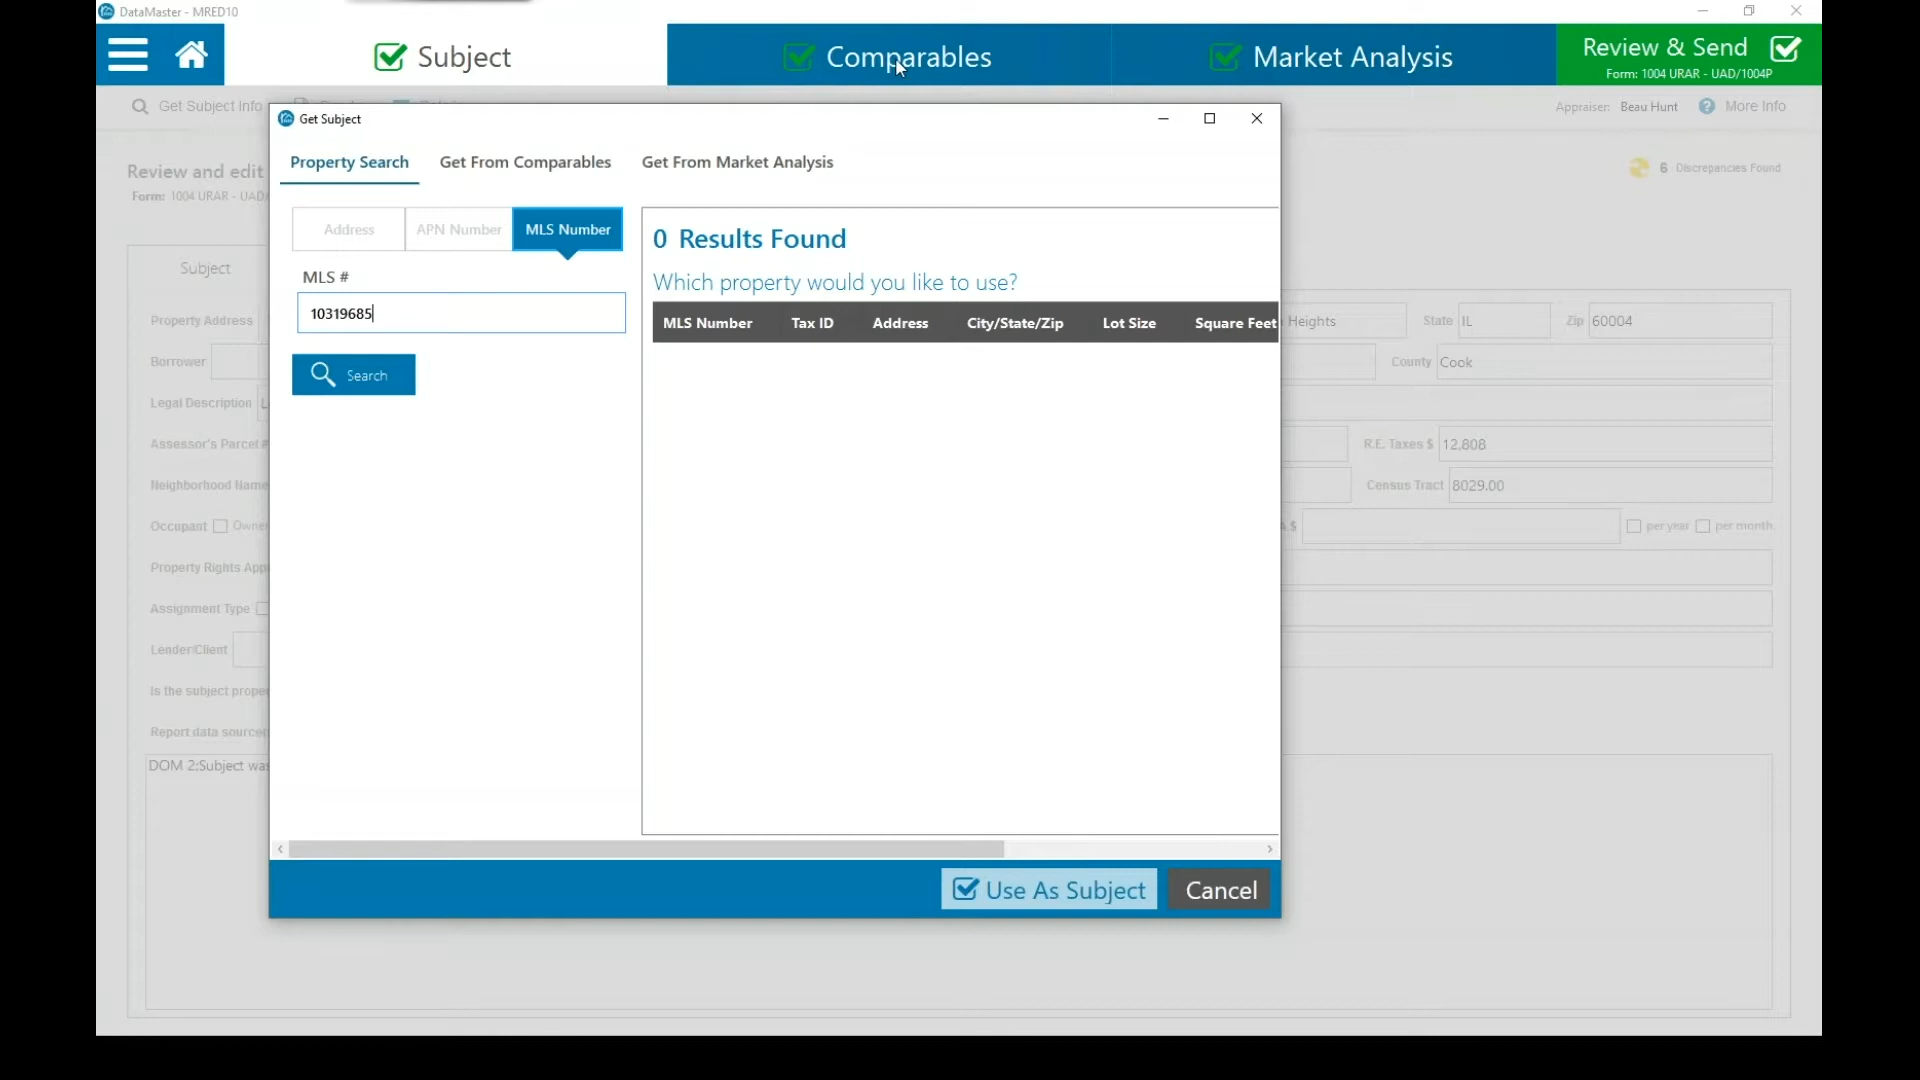 DataMaster - MRED10
Subject
Comparables
Market Analysis
Review & Send
Form: 1004 URAR - UAD/1004P
Get Subject Info
Appraiser: Beau Hunt
More Info
Get Subject
Property Search
Get From Comparables
Get From Market Analysis
Review and edit
Form: 1004 URAR - UAD/
6 Discrepancies Found
Address
APN Number
MLS Number
MLS #
10319685
Search
0 Results Found
Which property would you like to use?
MLS Number Tax ID Address City/State/Zip Lot Size Square Feet
Subject
Property Address
Heights State IL Zip 60004
Borrower
County Cook
Legal Description
Assessor's Parcel #
R.E. Taxes $ 12,808
Neighborhood Name
Census Tract 8029.00
Occupant Owne
$ per year per month
Property Rights App
Assignment Type
Lender/Client
Is the subject prope
Report data source
DOM 2;Subject was
Use As Subject
Cancel